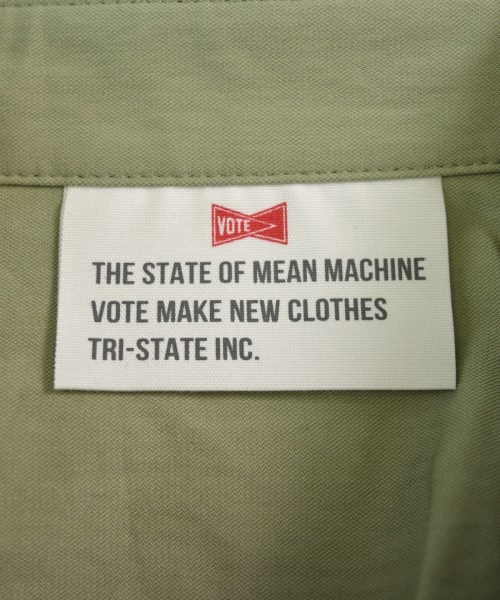 VOTE
THE STATE OF MEAN MACHINE
VOTE MAKE NEW CLOTHES
TRI-STATE INC.